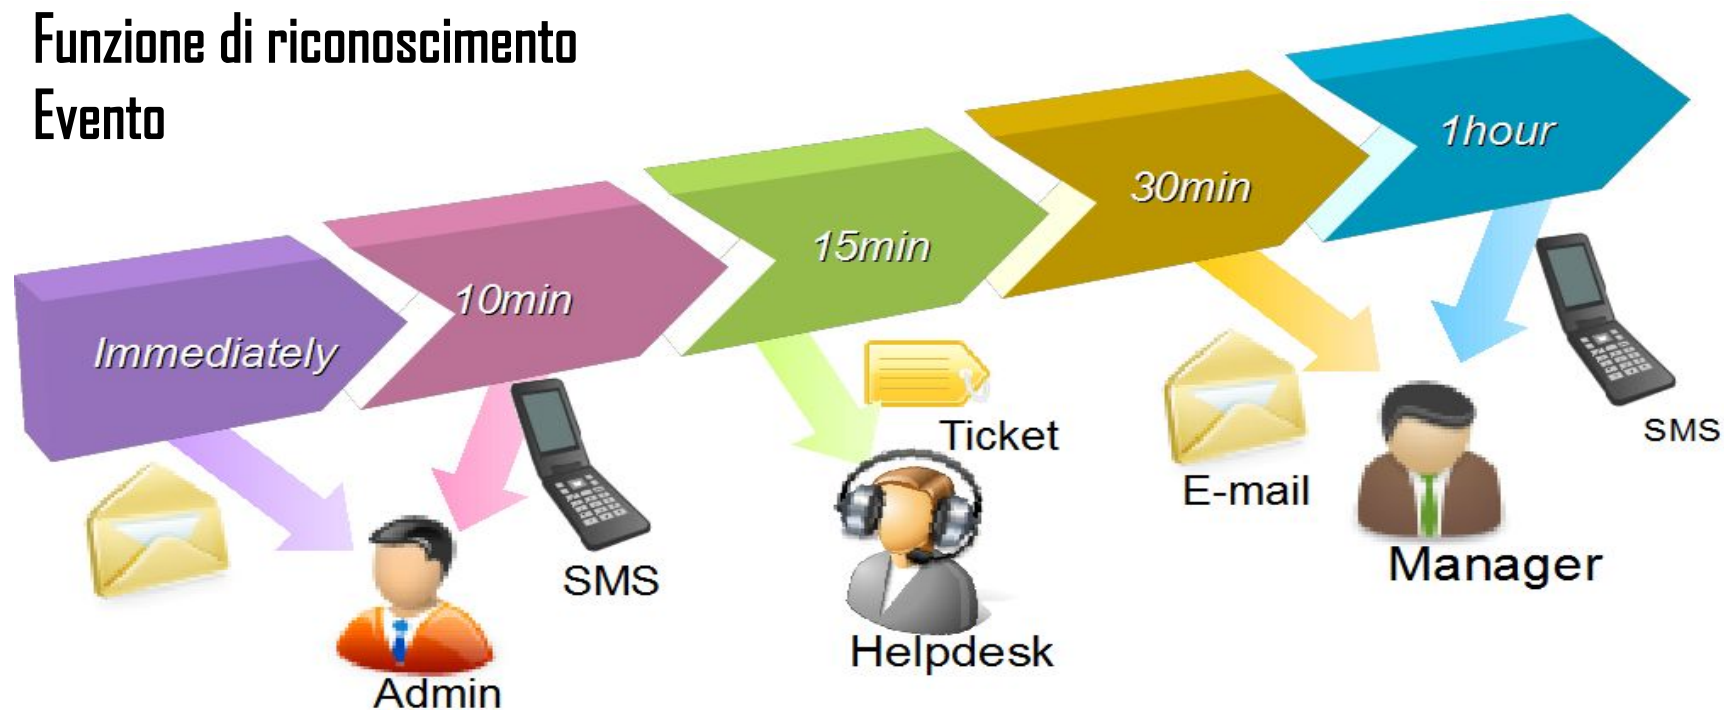 Funzione di riconoscimento
Evento
Immediately
10min
15min
30min
1hour
SMS
Admin
Ticket
Helpdesk
E-mail
Manager
SMS